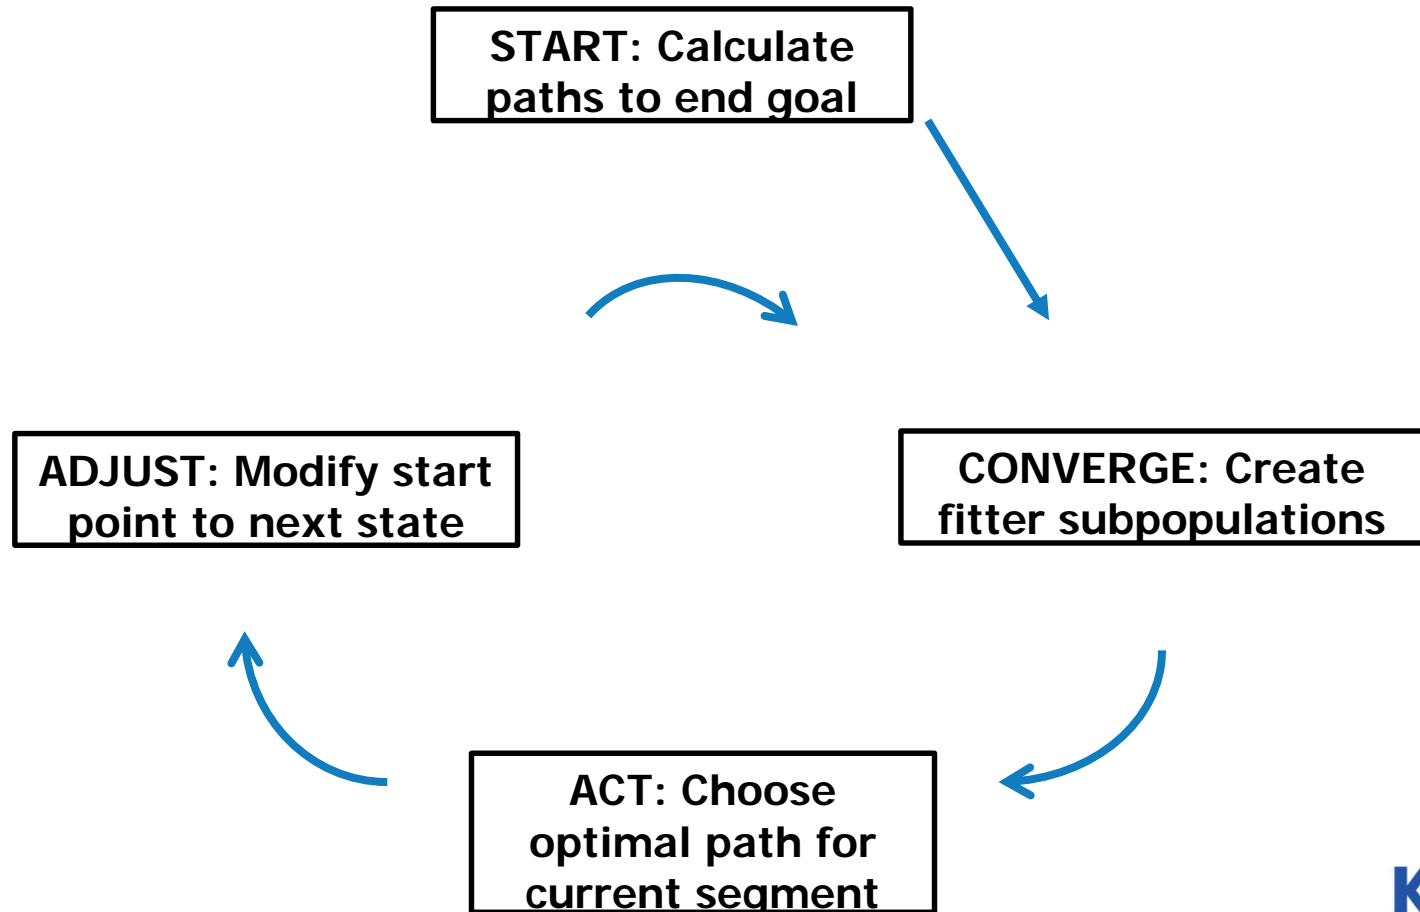 START: Calculate
paths to end goal
ADJUST: Modify start
point to next state
CONVERGE: Create
fitter subpopulations
ACT: Choose
optimal path for
current segment
K